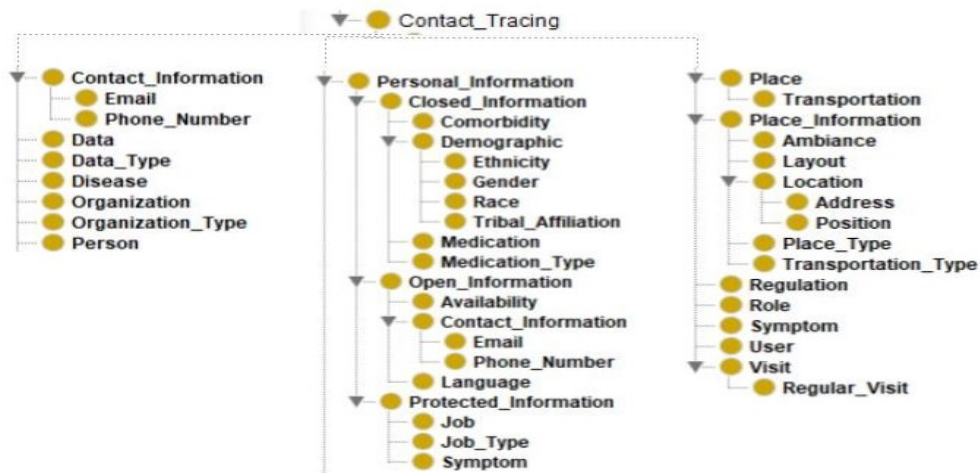 Contact_Tracing
Contact_Information
Email
Phone_Number
Data
Data_Type
Disease
Organization
Organization_Type
Person
Personal_Information
Closed_Information
Comorbidity
Demographic
Ethnicity
Gender
Race
Tribal_Affiliation
Medication
Medication_Type
Open_Information
Availability
Contact_Information
Email
Phone_Number
Language
Protected_Information
Job
Job_Type
Symptom
Place
Transportation
Place_Information
Ambiance
Layout
Location
Address
Position
Place_Type
Transportation_Type
Regulation
Role
Symptom
User
Visit
Regular_Visit